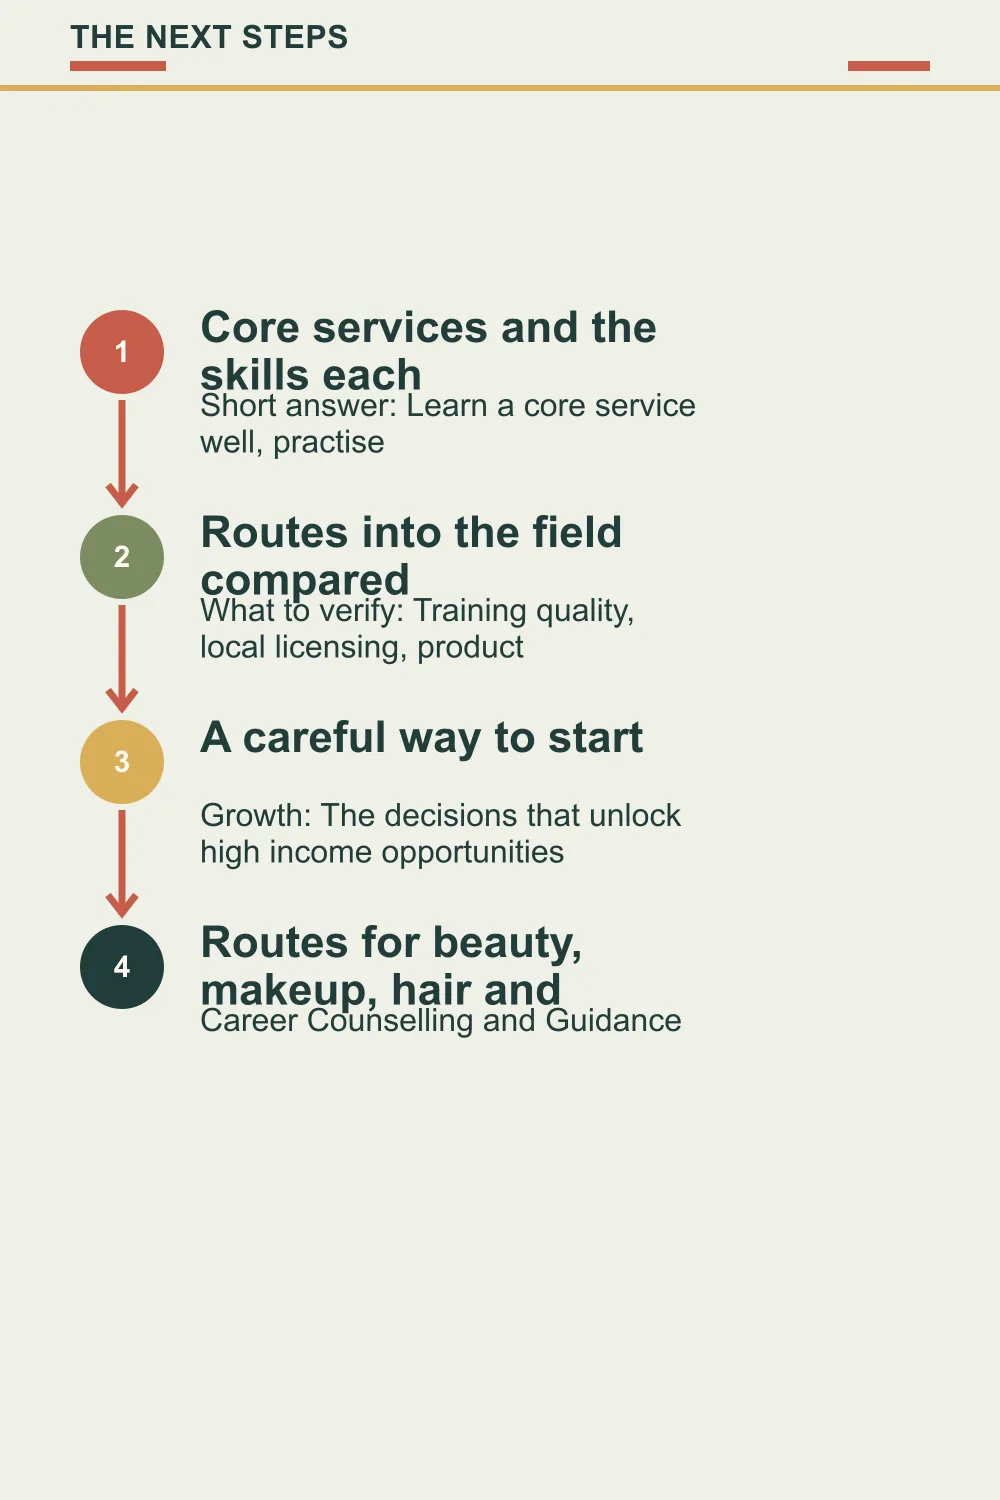 THE NEXT STEPS
1
Core services and the
skills each
Short answer: Learn a core service
well, practise
2
Routes into the field
compared
What to verify: Training quality,
local licensing, product
3
A careful way to start
Growth: The decisions that unlock
high income opportunities
4
Routes for beauty,
makeup, hair and
Career Counselling and Guidance